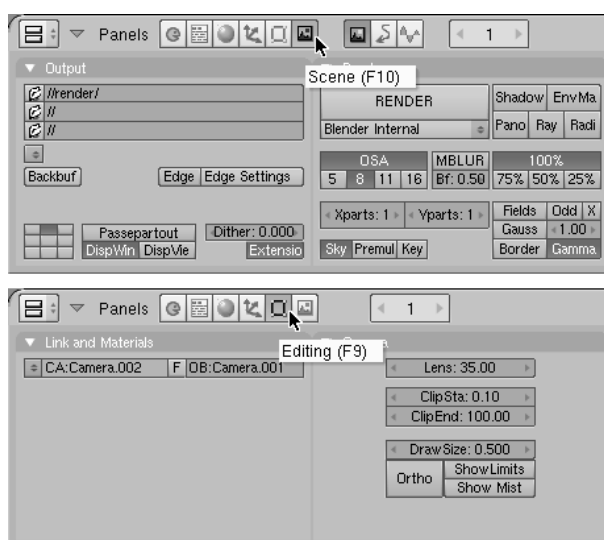 Panels 1
Scene (F10)
Output
//render/
//
//
Backbuf Edge Edge Settings
Passepartout Dither: 0.000
DispWin DispVie Extensio
RENDER
Blender Internal
Shadow EnvMa
Pano Ray Radi
OSA MBLUR 100%
5 8 11 16 Bf: 0.50 75% 50% 25%
Xparts: 1 Yparts: 1 Fields Odd X
Gauss 1.00
Sky Premul Key Border Gamma
Panels 1
Editing (F9)
Link and Materials
CA:Camera.002 F OB:Camera.001
Lens: 35.00
ClipSta: 0.10
ClipEnd: 100.00
DrawSize: 0.500
Ortho ShowLimits
Show Mist